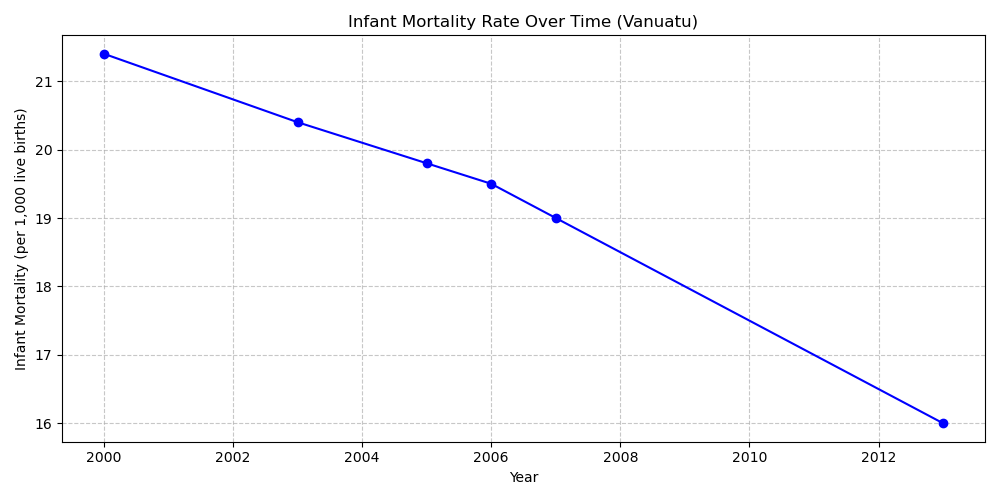 Infant Mortality Rate Over Time (Vanuatu)
Infant Mortality (per 1,000 live births)
21
20
19
18
17
16
2000 2002 2004 2006 2008 2010 2012
Year